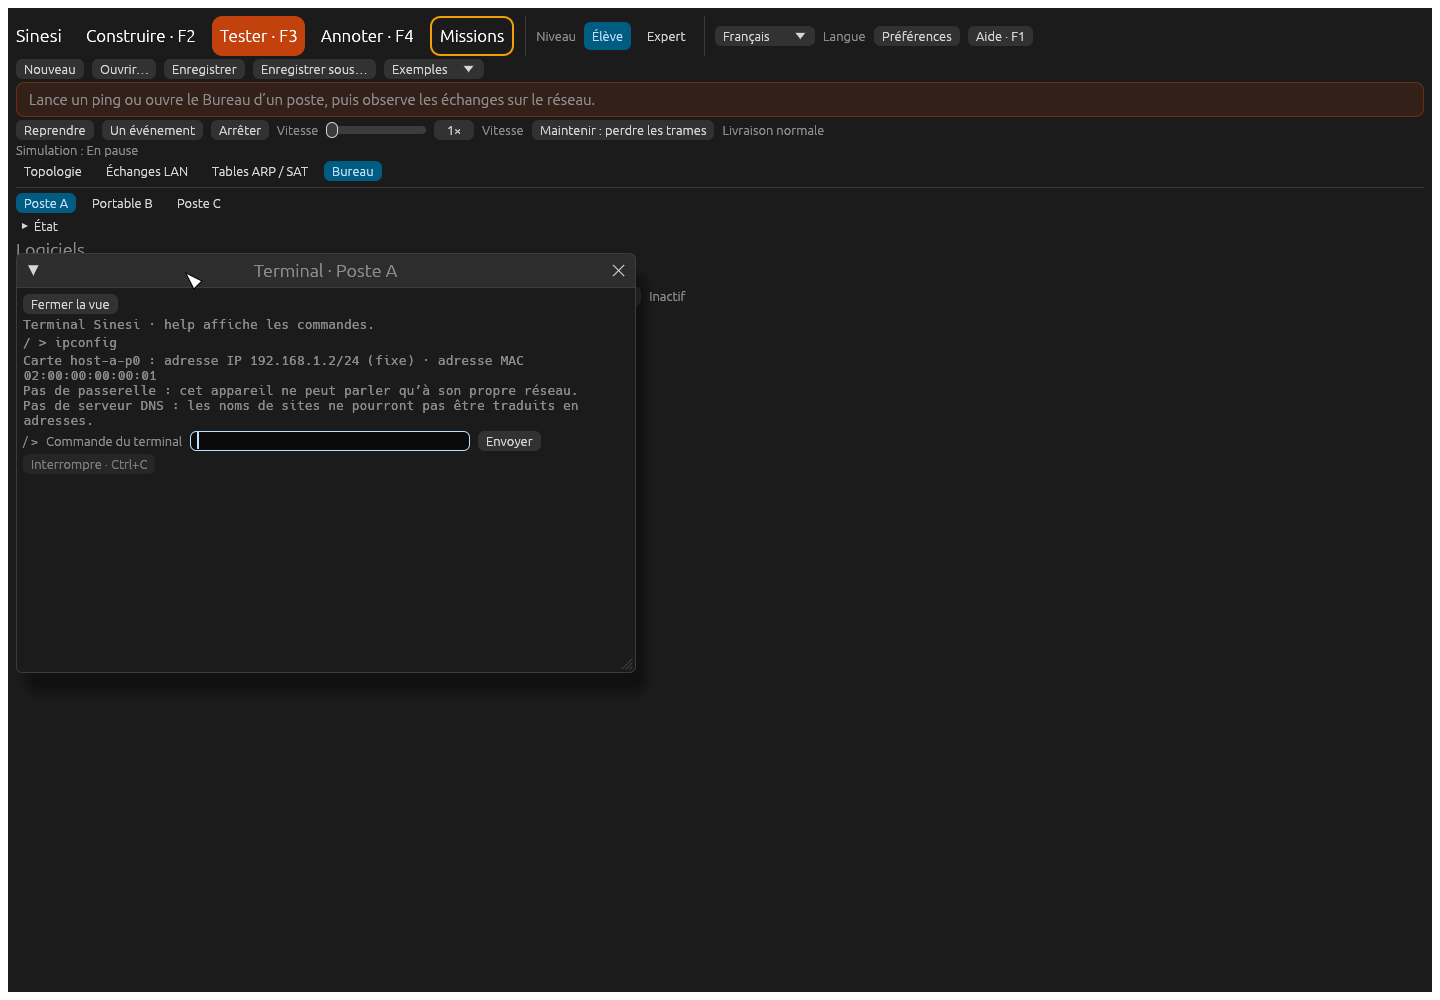 Sinesi Construire · F2 Tester · F3 Annoter · F4 Missions Niveau Élève Expert Français Langue Préférences Aide · F1
Nouveau Ouvrir… Enregistrer Enregistrer sous… Exemples
Lance un ping ou ouvre le Bureau d’un poste, puis observe les échanges sur le réseau.
Reprendre Un événement Arrêter Vitesse 1× Vitesse Maintenir : perdre les trames Livraison normale
Simulation : En pause
Topologie Échanges LAN Tables ARP / SAT Bureau
Poste A Portable B Poste C
État
Logiciels
Terminal · Poste A
Inactif
Fermer la vue
Terminal Sinesi · help affiche les commandes.
/ > ipconfig
Carte host-a-p0 : adresse IP 192.168.1.2/24 (fixe) · adresse MAC
02:00:00:00:00:01
Pas de passerelle : cet appareil ne peut parler qu’à son propre réseau.
Pas de serveur DNS : les noms de sites ne pourront pas être traduits en
adresses.
/ > Commande du terminal Envoyer
Interrompre · Ctrl+C